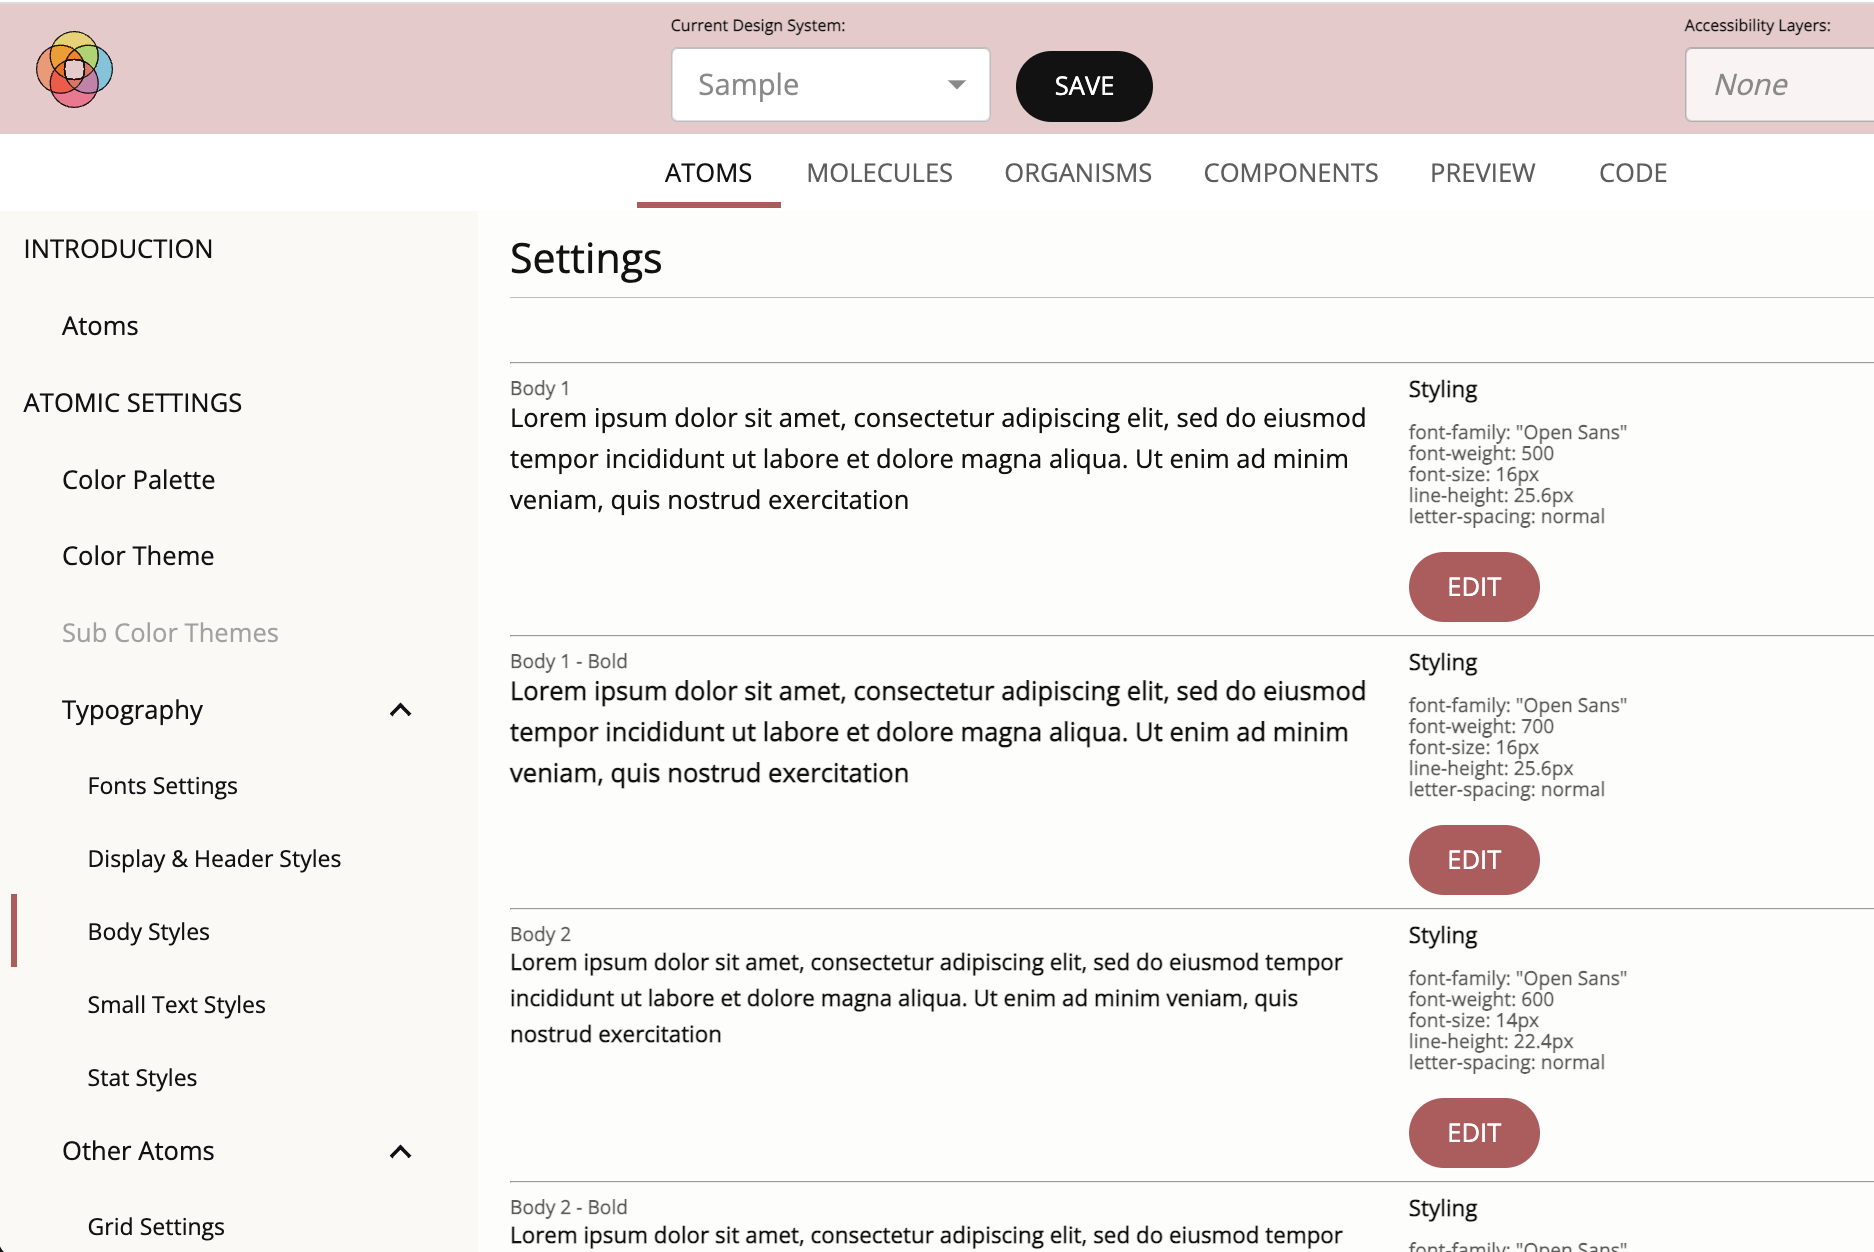 Current Design System:
Accessibility Layers:
Sample
SAVE
None
ATOMS
MOLECULES
ORGANISMS
COMPONENTS
PREVIEW
CODE
INTRODUCTION
Atoms
ATOMIC SETTINGS
Color Palette
Color Theme
Sub Color Themes
Typography
Fonts Settings
Display & Header Styles
Body Styles
Small Text Styles
Stat Styles
Other Atoms
Grid Settings
Settings
Body 1
Lorem ipsum dolor sit amet, consectetur adipiscing elit, sed do eiusmod
tempor incididunt ut labore et dolore magna aliqua. Ut enim ad minim
veniam, quis nostrud exercitation
Styling
font-family: "Open Sans"
font-weight: 500
font-size: 16px
line-height: 25.6px
letter-spacing: normal
EDIT
Body 1 - Bold
Lorem ipsum dolor sit amet, consectetur adipiscing elit, sed do eiusmod
tempor incididunt ut labore et dolore magna aliqua. Ut enim ad minim
veniam, quis nostrud exercitation
Styling
font-family: "Open Sans"
font-weight: 700
font-size: 16px
line-height: 25.6px
letter-spacing: normal
EDIT
Body 2
Lorem ipsum dolor sit amet, consectetur adipiscing elit, sed do eiusmod tempor
incididunt ut labore et dolore magna aliqua. Ut enim ad minim veniam, quis
nostrud exercitation
Styling
font-family: "Open Sans"
font-weight: 600
font-size: 14px
line-height: 22.4px
letter-spacing: normal
EDIT
Body 2 - Bold
Lorem ipsum dolor sit amet, consectetur adipiscing elit, sed do eiusmod tempor
Styling
font-family: "Open Sans"